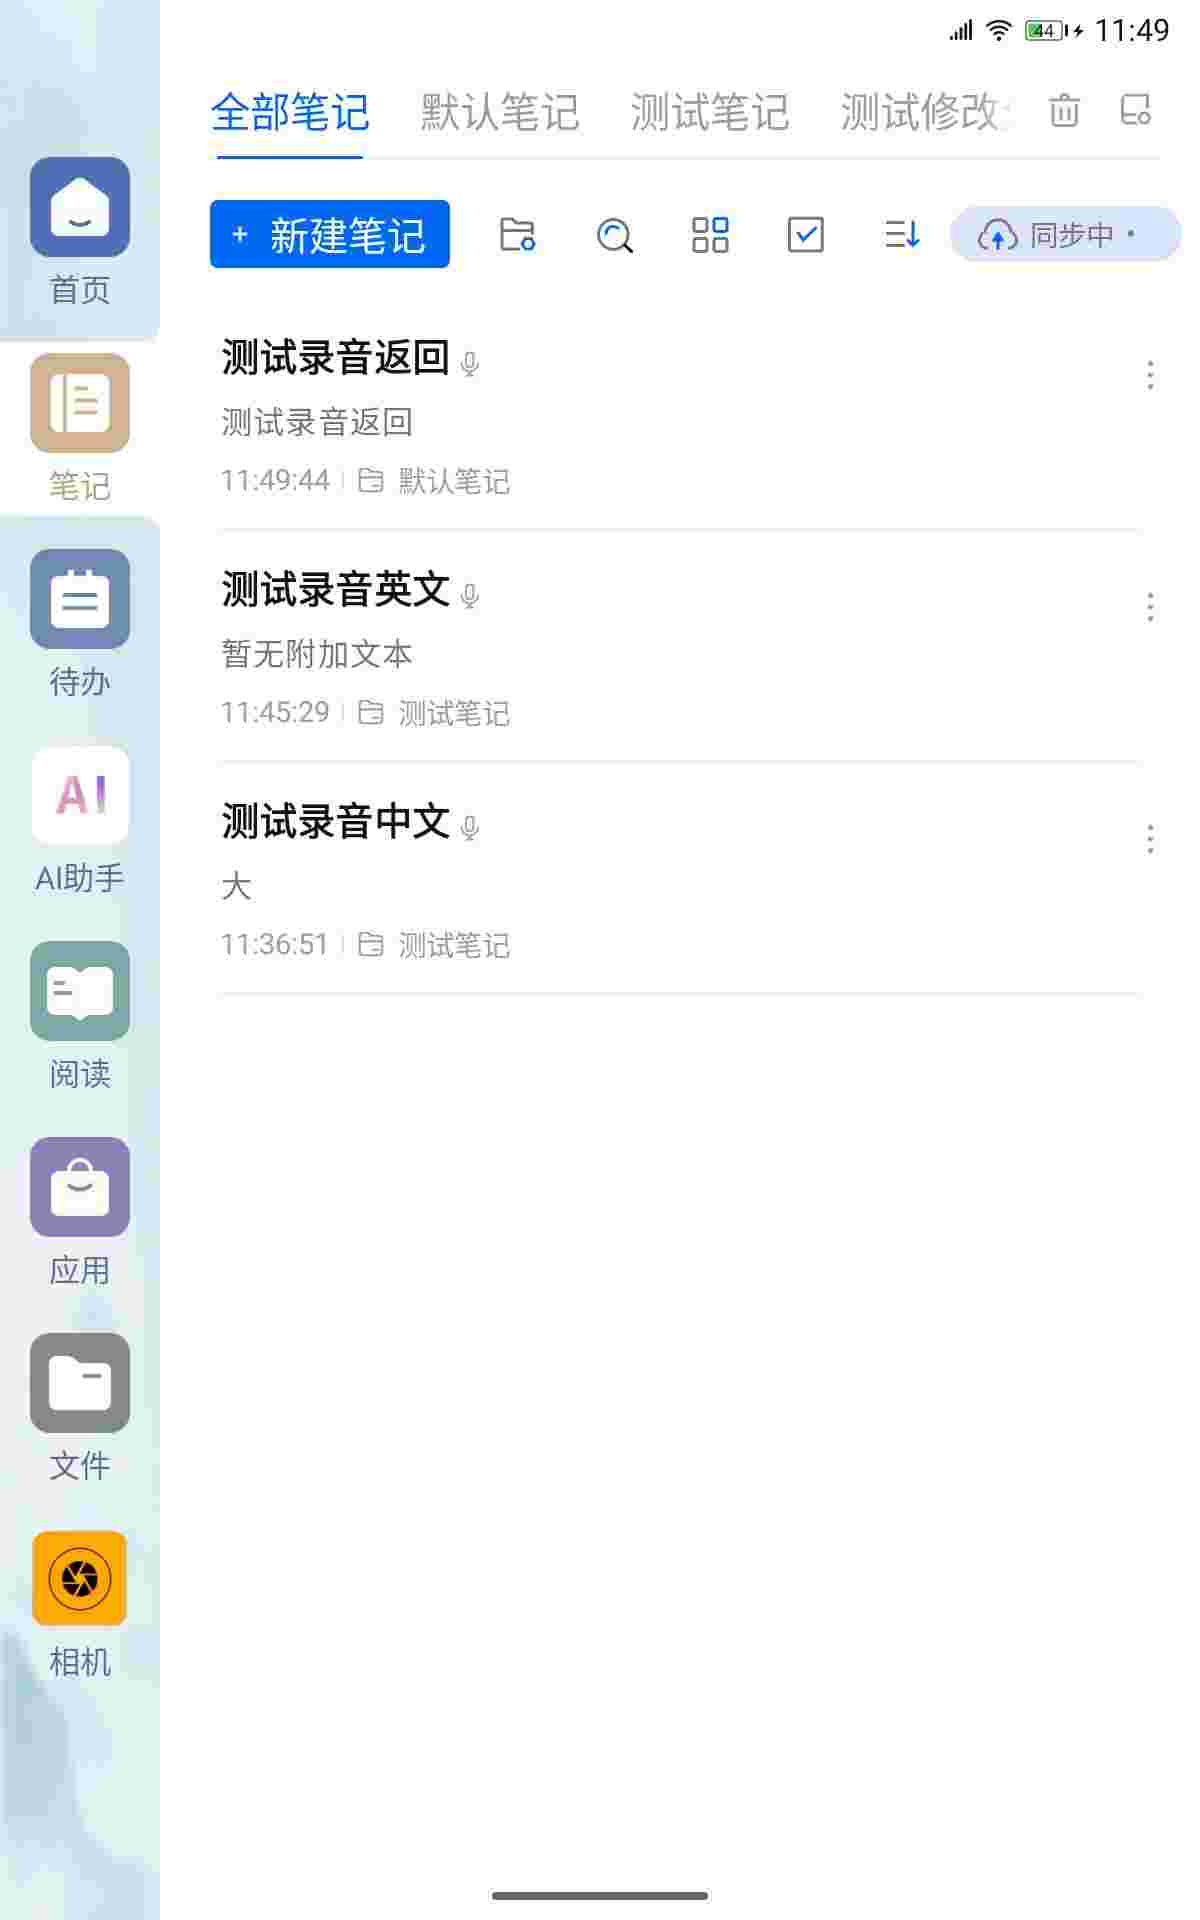 44 11:49
全部笔记 默认笔记 测试笔记 测试修改
+ 新建笔记 同步中 ·
首页
笔记
待办
AI
AI助手
阅读
应用
文件
相机
测试录音返回
测试录音返回
11:49:44 默认笔记
测试录音英文
暂无附加文本
11:45:29 测试笔记
测试录音中文
大
11:36:51 测试笔记